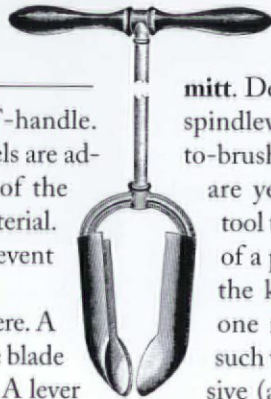 -handle.
els are ad-
of the
terial.
event
ere. A
blade
A lever
mitt. De
spindlew
to-brush
are ye
tool t
of a p
the k
one
such
sive (a